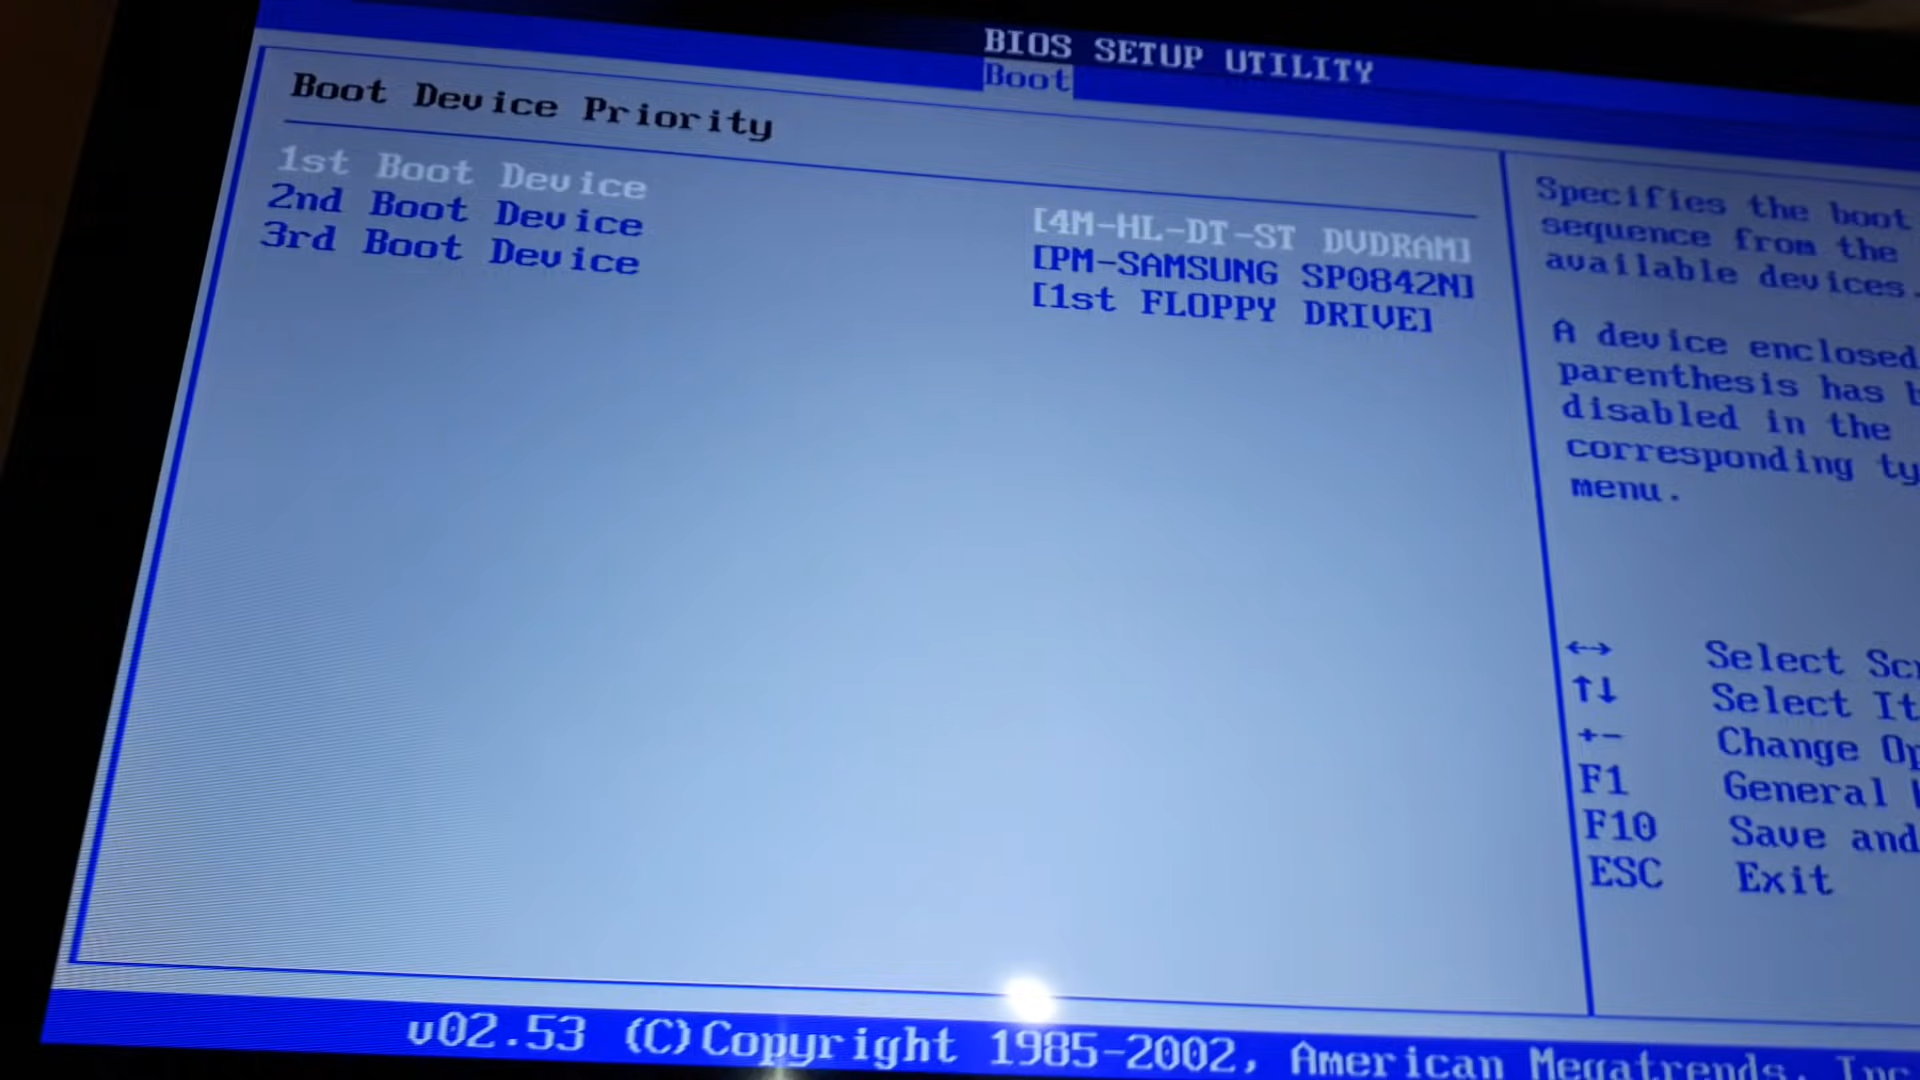 BIOS SETUP UTILITY
Boot
Boot Device Priority
1st Boot Device [4M-HL-DT-ST DVDRAM]
2nd Boot Device [PM-SAMSUNG SP0842N]
3rd Boot Device [1st FLOPPY DRIVE]
Specifies the boot
sequence from the
available devices.
A device enclosed
parenthesis has
disabled in the
corresponding
menu.
↔ Select
↑↓ Select
+- Change
F1 General
F10 Save and
ESC Exit
v02.53 (C)Copyright 1985-2002, American Megatrends, Inc